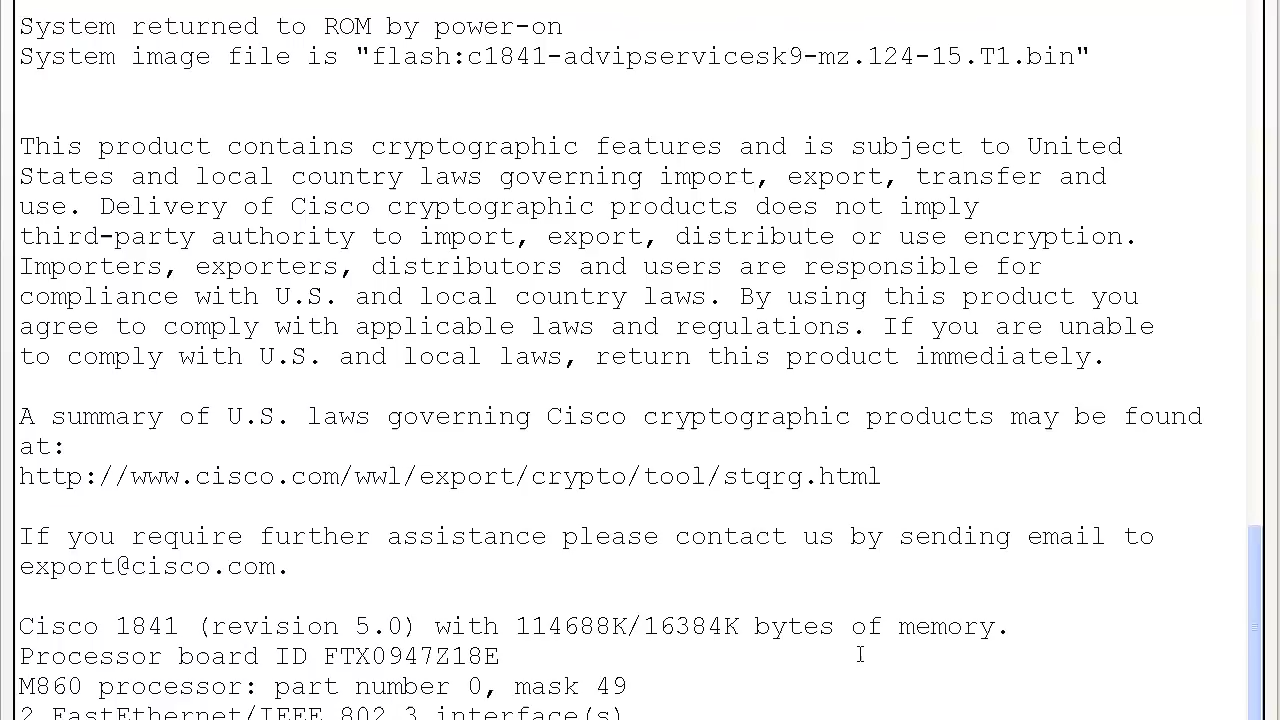 System returned to ROM by power-on
System image file is "flash:c1841-advipservicesk9-mz.124-15.T1.bin"
This product contains cryptographic features and is subject to United
States and local country laws governing import, export, transfer and
use. Delivery of Cisco cryptographic products does not imply
third-party authority to import, export, distribute or use encryption.
Importers, exporters, distributors and users are responsible for
compliance with U.S. and local country laws. By using this product you
agree to comply with applicable laws and regulations. If you are unable
to comply with U.S. and local laws, return this product immediately.
A summary of U.S. laws governing Cisco cryptographic products may be found
at:
http://www.cisco.com/wwl/export/crypto/tool/stqrg.html
If you require further assistance please contact us by sending email to
export@cisco.com.
Cisco 1841 (revision 5.0) with 114688K/16384K bytes of memory.
Processor board ID FTX0947Z18E
M860 processor: part number 0, mask 49
2 FastEthernet/IEEE 802.3 interface(s)